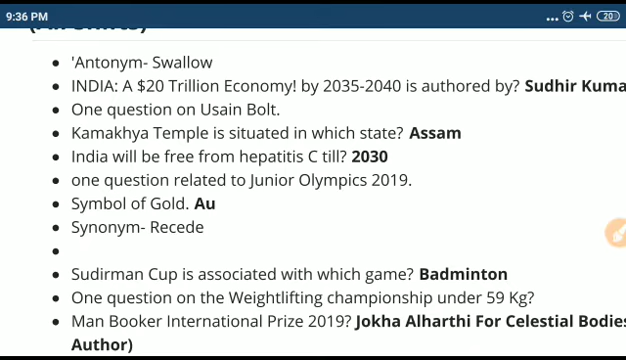 9:36 PM
20
'Antonym- Swallow
INDIA: A $20 Trillion Economy! by 2035-2040 is authored by? Sudhir Kuma
One question on Usain Bolt.
Kamakhya Temple is situated in which state? Assam
India will be free from hepatitis C till? 2030
one question related to Junior Olympics 2019.
Symbol of Gold. Au
Synonym- Recede
Sudirman Cup is associated with which game? Badminton
One question on the Weightlifting championship under 59 Kg?
Man Booker International Prize 2019? Jokha Alharthi For Celestial Bodies
Author)